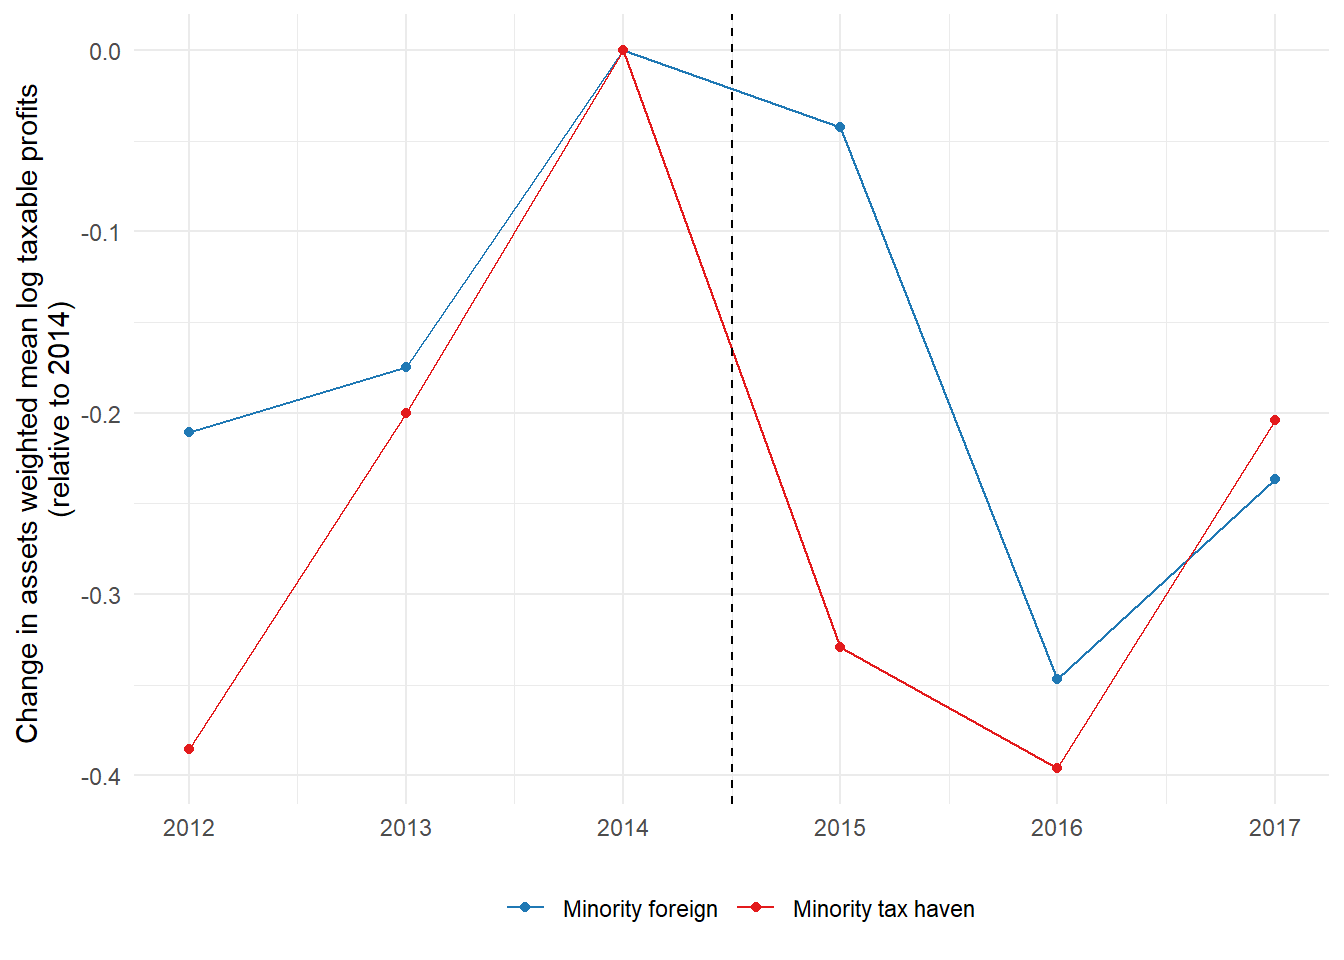 Change in assets weighted mean log taxable profits
(relative to 2014)
0.0
-0.1
-0.2
-0.3
-0.4
2012 2013 2014 2015 2016 2017
Minority foreign Minority tax haven